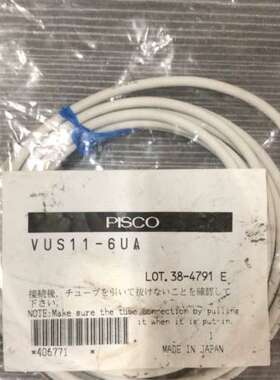 PISCO
VUS11-6UA
LOT.38-4791 E
接続後、チューブを引いて抜けないことを確認して
下さい。
NOTE:Make sure the tube connection by pulling
it when it is put-in.
*406771 *
1
MADE IN JAPAN